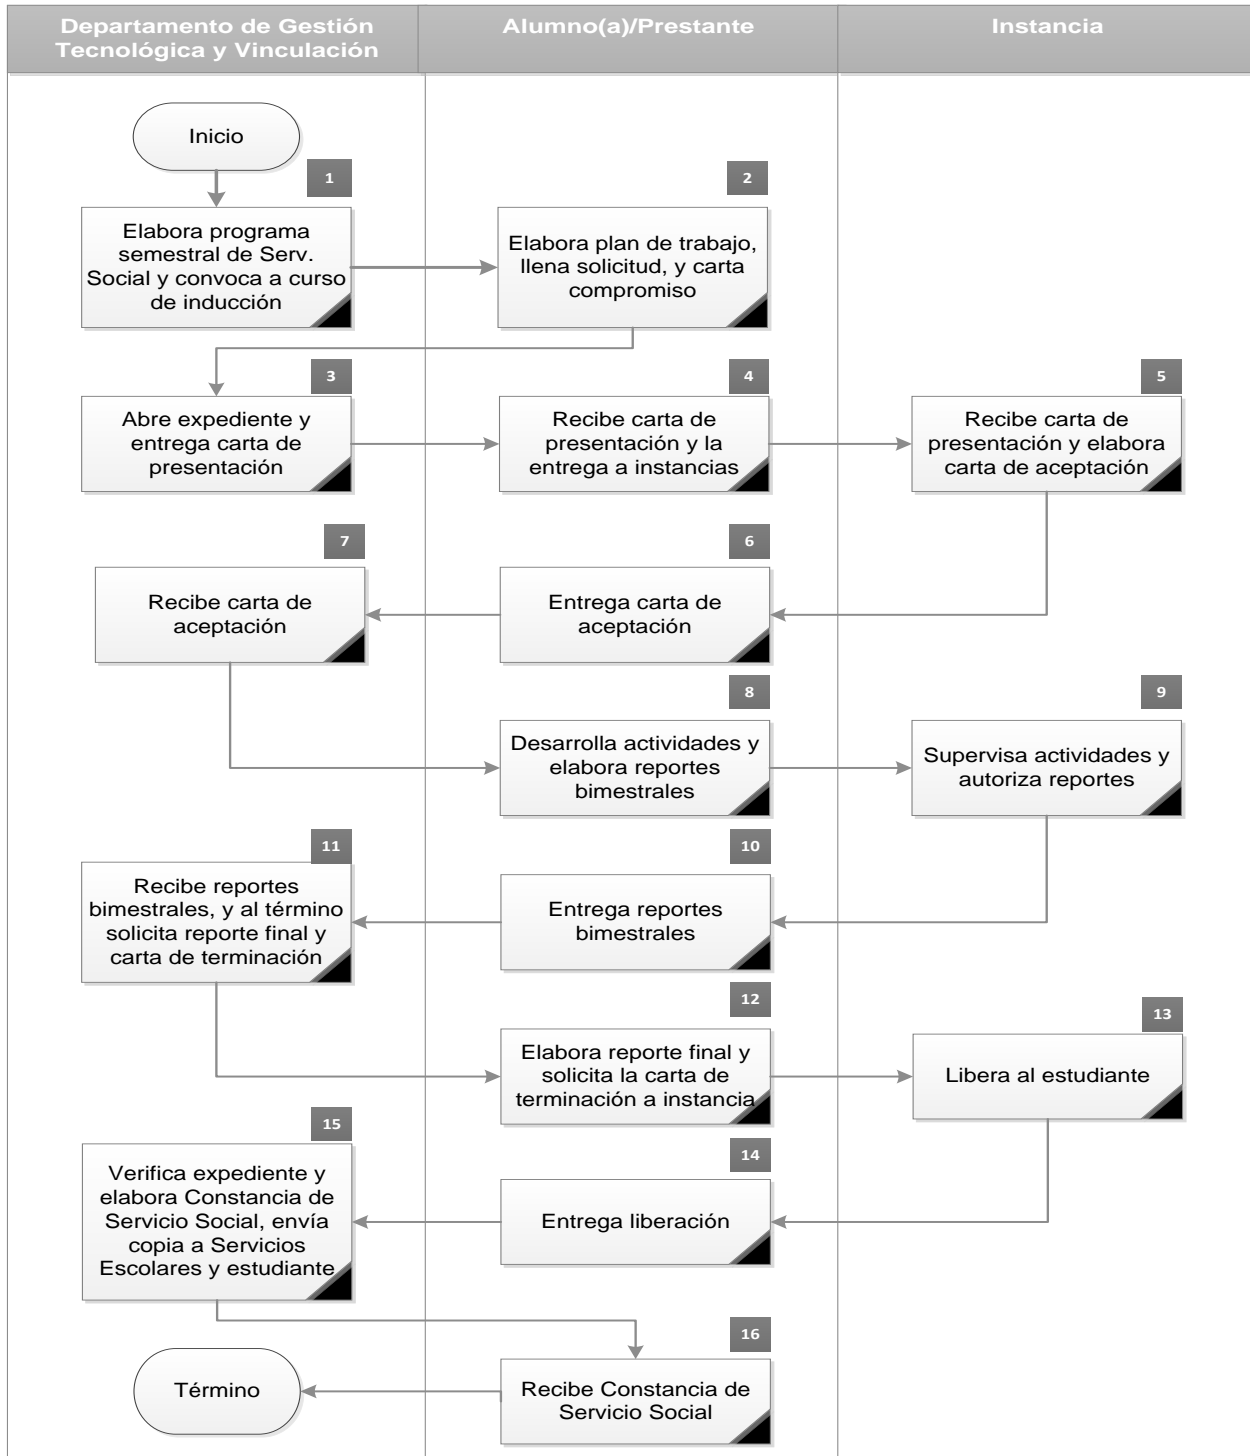 Departamento de Gestión
Tecnológica y Vinculación
Alumno(a)/Prestante
Instancia
Inicio
1
Elabora programa
semestral de Serv.
Social y convoca a curso
de inducción
2
Elabora plan de trabajo,
llena solicitud, y carta
compromiso
3
Abre expediente y
entrega carta de
presentación
4
Recibe carta de
presentación y la
entrega a instancias
5
Recibe carta de
presentación y elabora
carta de aceptación
7
Recibe carta de
aceptación
6
Entrega carta de
aceptación
8
Desarrolla actividades y
elabora reportes
bimestrales
9
Supervisa actividades y
autoriza reportes
11
Recibe reportes
bimestrales, y al término
solicita reporte final y
carta de terminación
10
Entrega reportes
bimestrales
12
Elabora reporte final y
solicita la carta de
terminación a instancia
13
Libera al estudiante
15
Verifica expediente y
elabora Constancia de
Servicio Social, envía
copia a Servicios
Escolares y estudiante
14
Entrega liberación
16
Recibe Constancia de
Servicio Social
Término